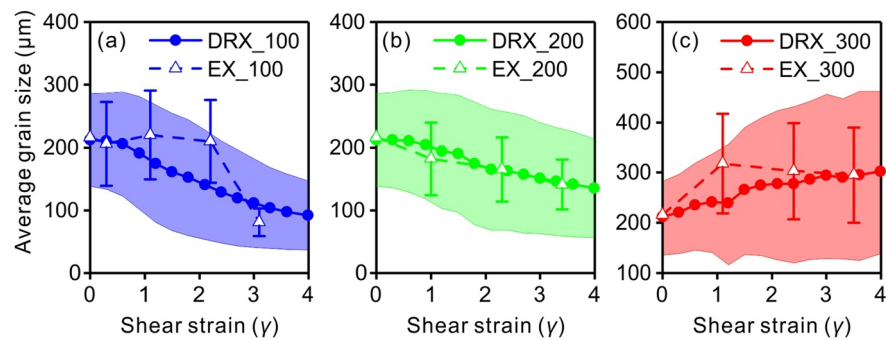 Average grain size (μm)
400
300
200
100
0
(a)
DRX_100
EX_100
0 1 2 3 4
Shear strain (γ)
400
300
200
100
0
(b)
DRX_200
EX_200
0 1 2 3 4
Shear strain (γ)
600
500
400
300
200
100
(c)
DRX_300
EX_300
0 1 2 3 4
Shear strain (γ)